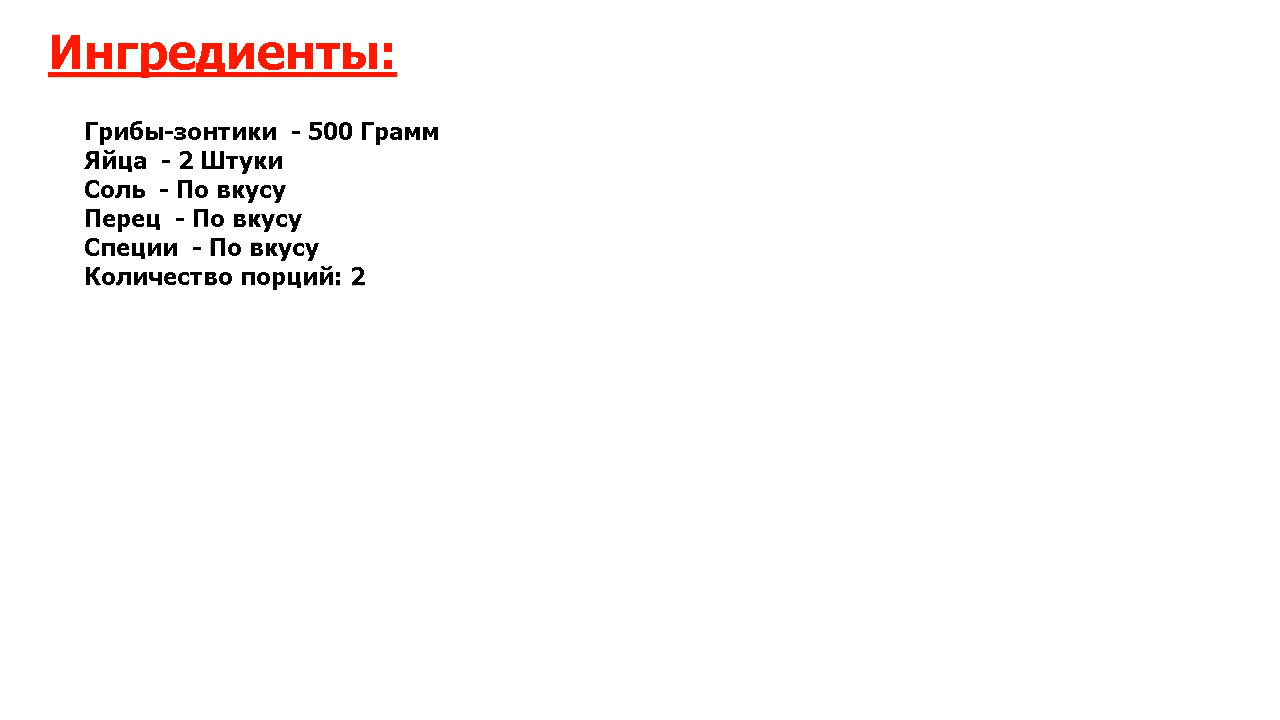 Ингредиенты:
Грибы-зонтики  - 500 Грамм
Яйца  - 2 Штуки
Соль  - По вкусу
Перец  - По вкусу
Специи  - По вкусу
Количество порций: 2